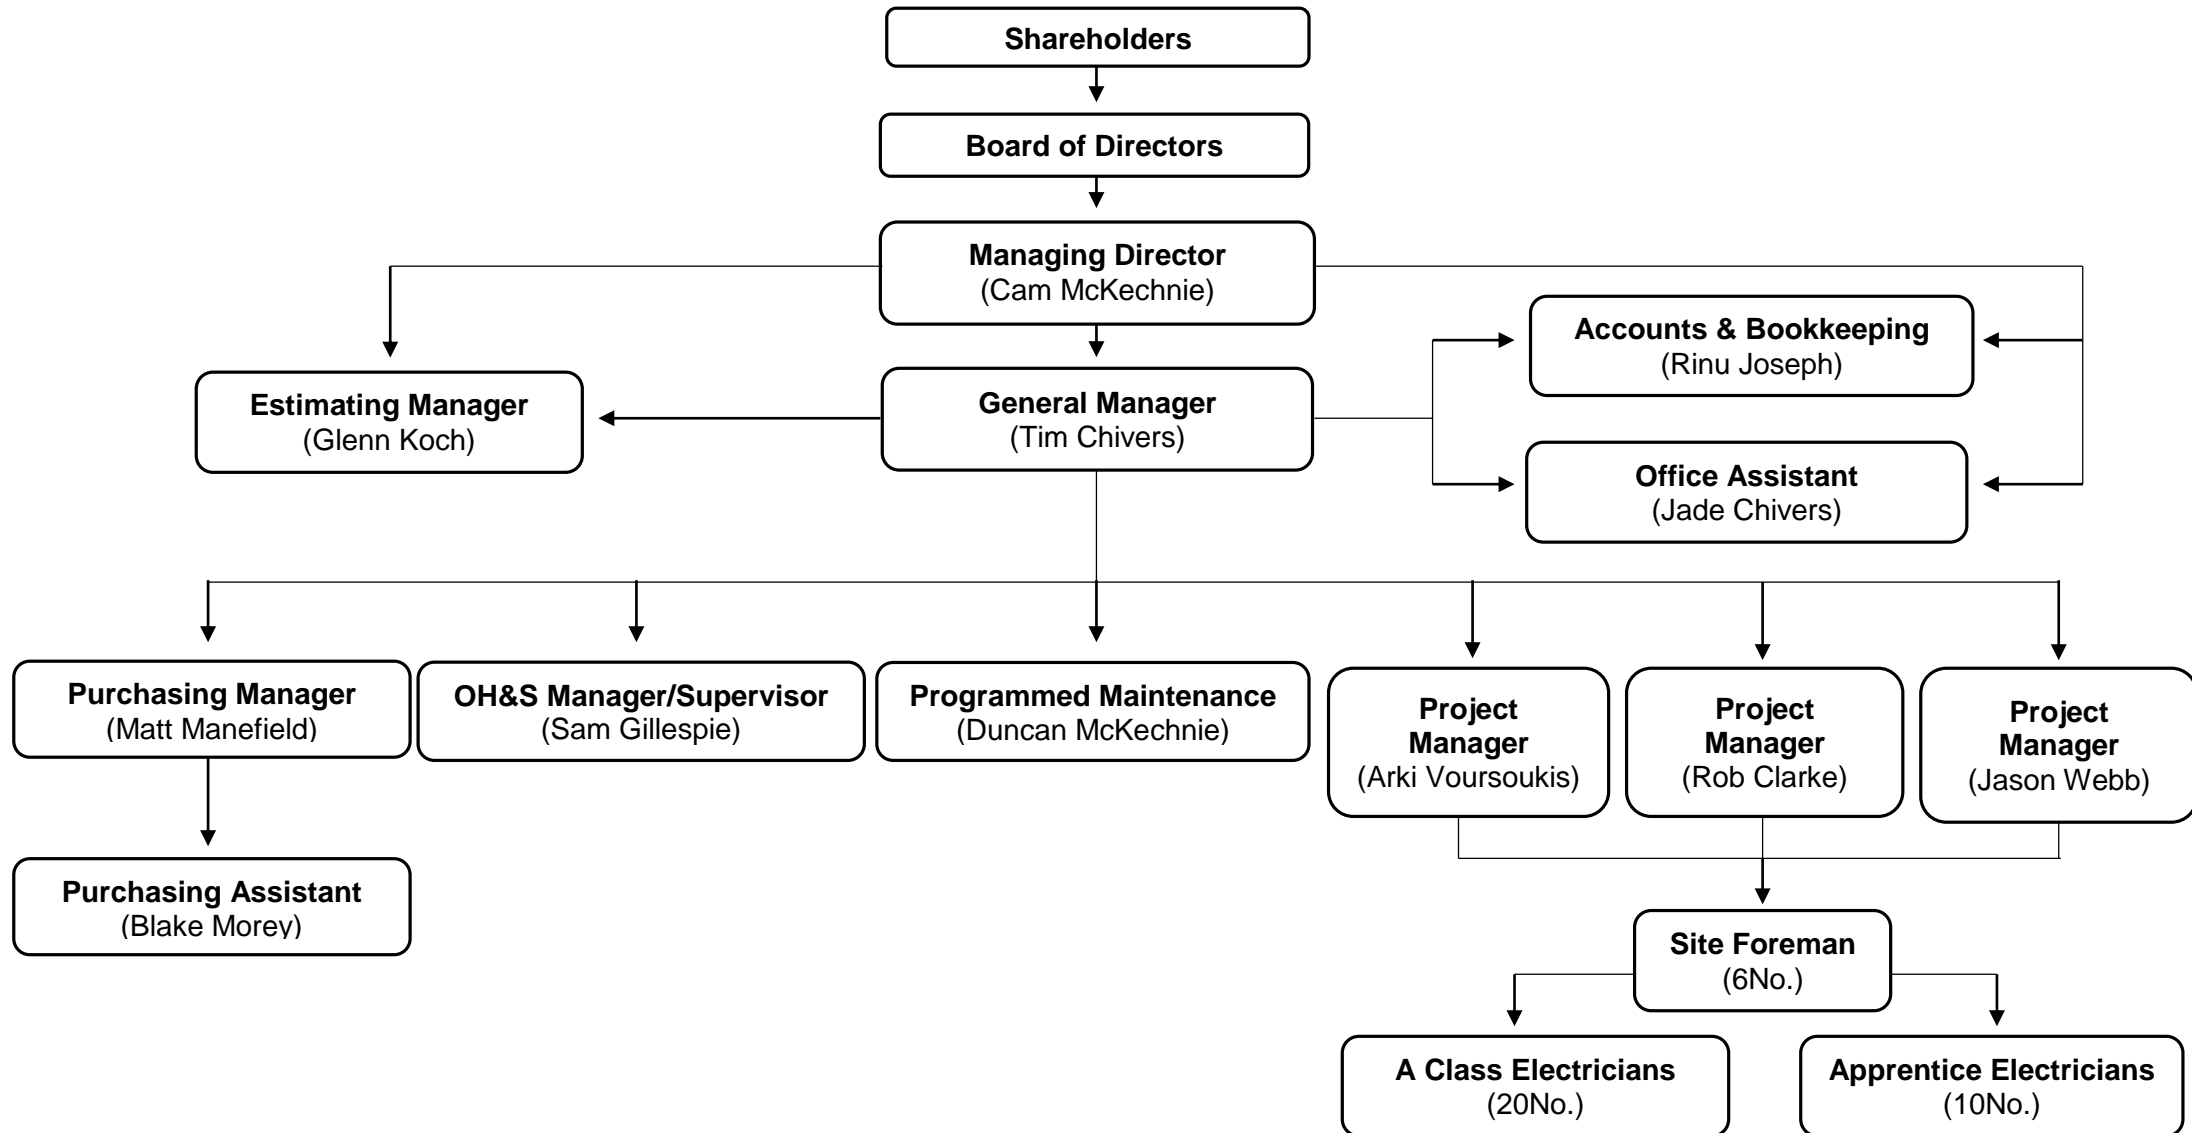 Shareholders
Board of Directors
Managing Director
(Cam McKechnie)
Accounts & Bookkeeping
(Rinu Joseph)
Estimating Manager
(Glenn Koch)
General Manager
(Tim Chivers)
Office Assistant
(Jade Chivers)
Purchasing Manager
(Matt Manefield)
OH&S Manager/Supervisor
(Sam Gillespie)
Programmed Maintenance
(Duncan McKechnie)
Project
Manager
(Arki Voursoukis)
Project
Manager
(Rob Clarke)
Project
Manager
(Jason Webb)
Purchasing Assistant
(Blake Morey)
Site Foreman
(6No.)
A Class Electricians
(20No.)
Apprentice Electricians
(10No.)